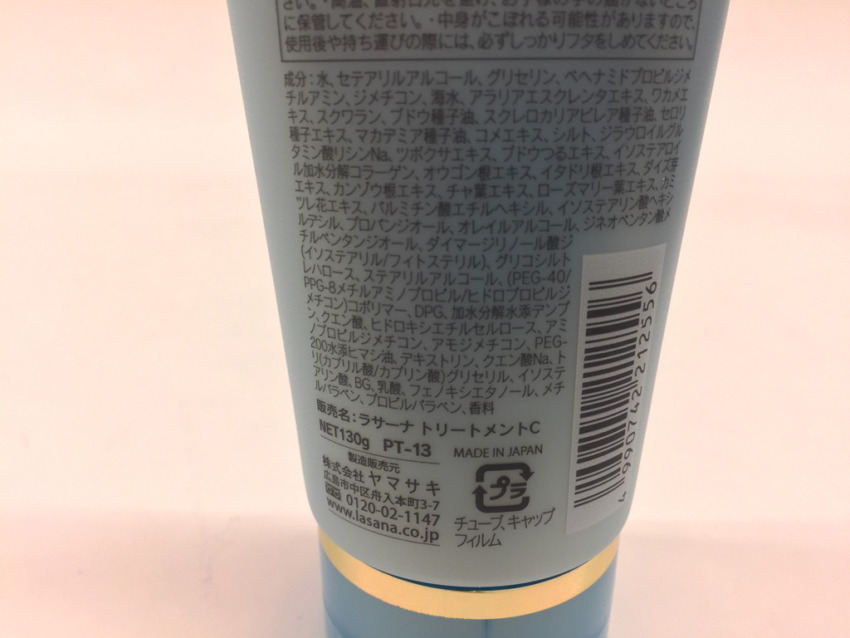 に保管してください。・中身がこぼれる可能性がありますので、
使用後や持ち運びの際には、必ずしっかりフタをしめてください。
成分：水、セテアリルアルコール、グリセリン、ベヘナミドプロピルジメ
チルアミン、ジメチコン、海水、アラリアエスクレンタエキス、ワカメエ
キス、スクワラン、ブドウ種子油、スクレロカリアビレア種子油、セロリ
種子エキス、マカデミア種子油、コメエキス、シルト、ジラウロイルグル
タミン酸リシンNa、ツボクサエキス、ブドウつるエキス、イソステアロイ
ル加水分解コラーゲン、オウゴン根エキス、イタドリ根エキス、ダイズ芽
エキス、カンゾウ根エキス、チャ葉エキス、ローズマリー葉エキス、カミ
ツレ花エキス、パルミチン酸エチルヘキシル、イソステアリン酸ヘキシ
ルデシル、プロパンジオール、オレイルアルコール、ジネオペンタン酸メ
チルペンタンジオール、ダイマージリノール酸ジ
(イソステアリル/フィトステリル)、グリコシルト
レハロース、ステアリルアルコール、(PEG-40/
PPG-8メチルアミノプロピル/ヒドロプロピルジ
メチコン)コポリマー、DPG、加水分解水添デンプ
ン、クエン酸、ヒドロキシエチルセルロース、アミ
ノプロピルジメチコン、アモジメチコン、PEG-
200水添ヒマシ油、デキストリン、クエン酸Na、ト
リ(カプリル酸/カプリン酸)グリセリル、イソステ
アリン酸、BG、乳酸、フェノキシエタノール、メチ
ルパラベン、プロピルパラベン、香料
販売名：ラサーナ トリートメントC
NET130g PT-13
MADE IN JAPAN
製造販売元
株式会社 ヤマサキ
広島市中区舟入本町3-7
0120-02-1147
www.lasana.co.jp
プラ
チューブ、キャップ
フィルム
4 990742 212556